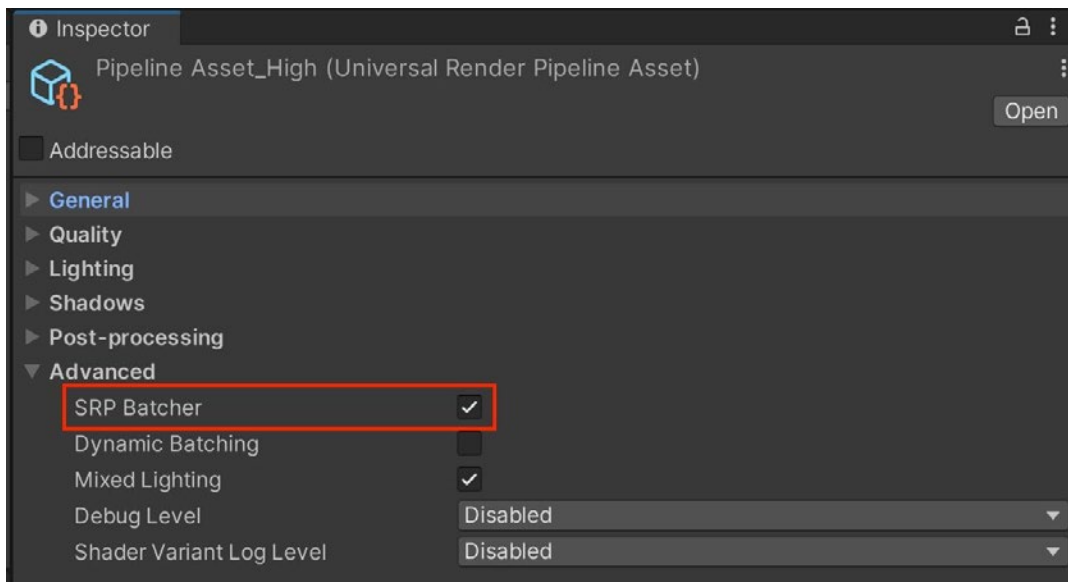 Inspector
Pipeline Asset_High (Universal Render Pipeline Asset)
Open
Addressable
General
Quality
Lighting
Shadows
Post-processing
Advanced
SRP Batcher
Dynamic Batching
Mixed Lighting
Debug Level Disabled
Shader Variant Log Level Disabled